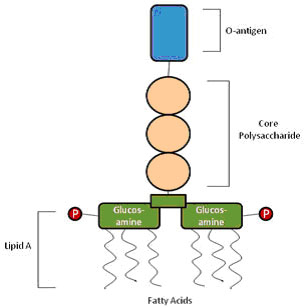 O-antigen
Core
Polysaccharide
P
Glucos-
amine
Glucos-
amine
P
Lipid A
Fatty Acids